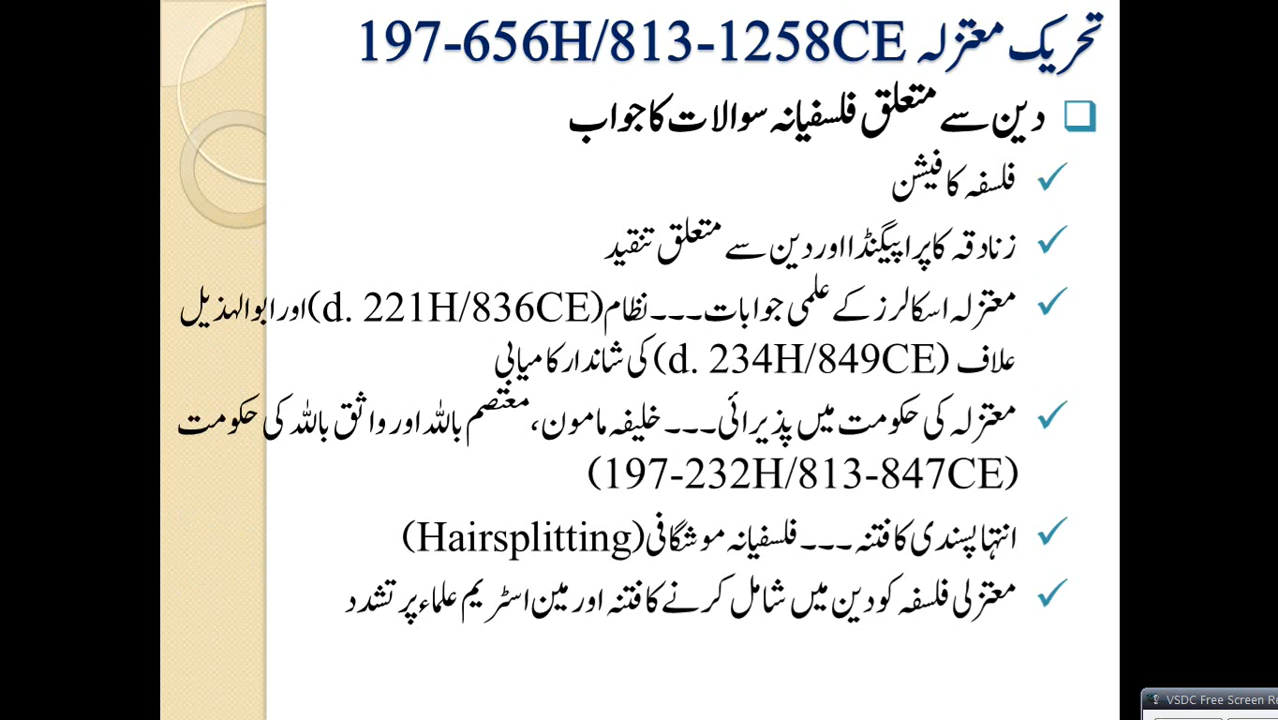 تحریک معتزلہ 197-656H/813-1258CE
دین سے متعلق فلسفیانہ سوالات کا جواب
فلسفہ کا فیشن
زنادقہ کا پراپیگنڈا اور دین سے متعلق تنقید
معتزلہ اسکالرز کے علمی جوابات۔۔۔نظام(d. 221H/836CE)اور ابوالہذیل
علاف (d. 234H/849CE)کی شاندار کامیابی
معتزلہ کی حکومت میں پذیرائی۔۔۔ خلیفہ مامون، معتصم باللہ اور واثق باللہ کی حکومت
(197-232H/813-847CE)
انتہا پسندی کا فتنہ ۔۔۔ فلسفیانہ موشگافی(Hairsplitting)
معتزلی فلسفہ کو دین میں شامل کرنے کا فتنہ اور مین اسٹریم علماء پر تشدد
VSDC Free Screen Re